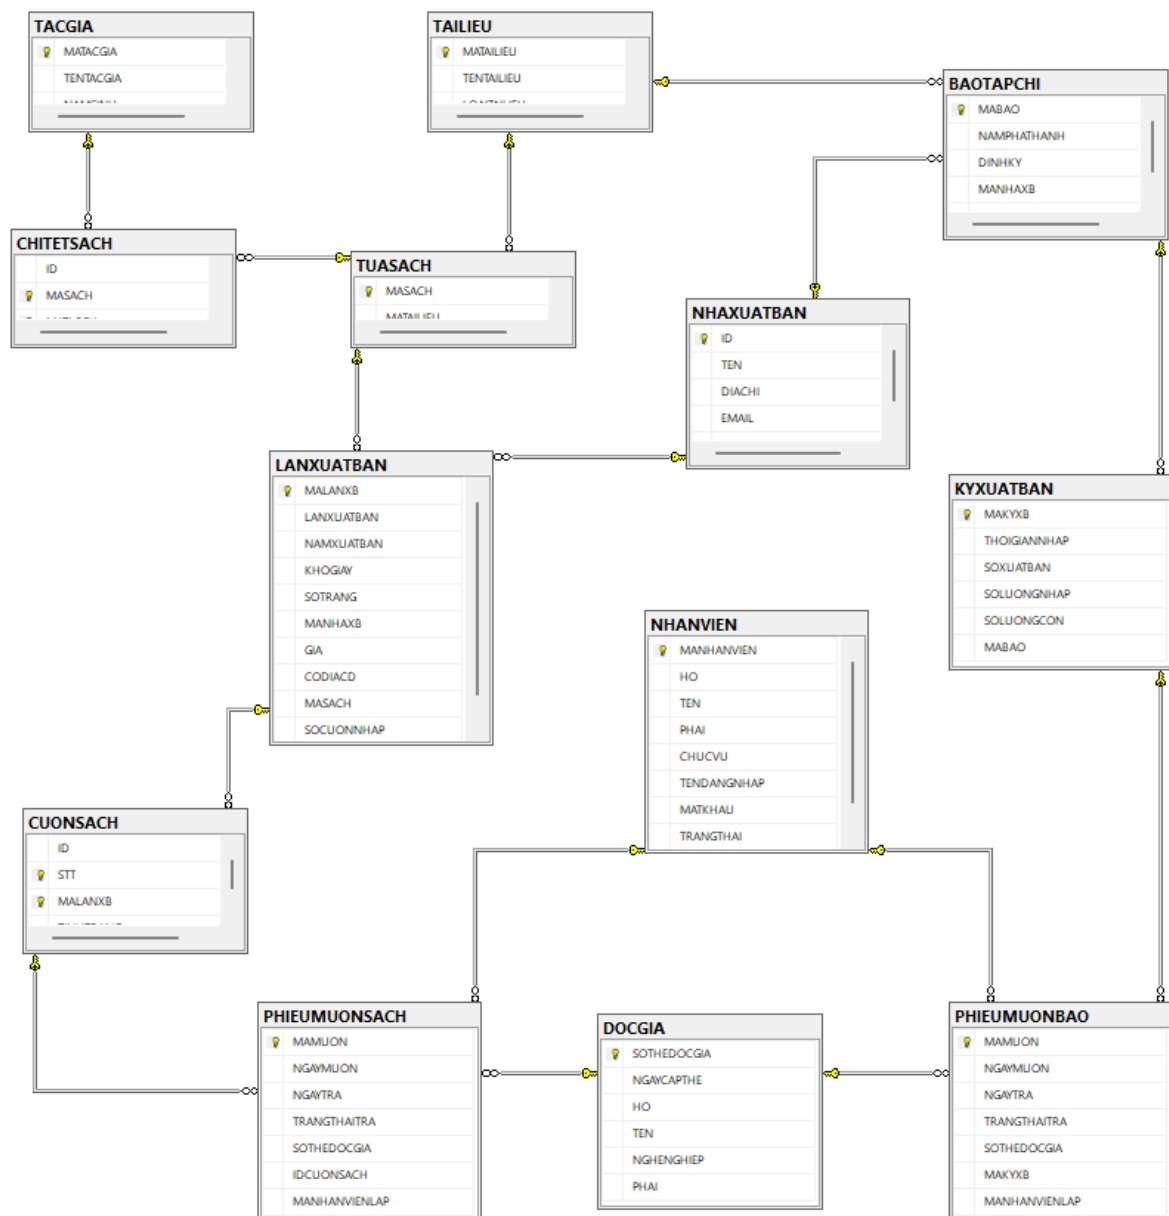 TACGIA
MATACGIA
TENTACGIA
TAILIEU
MATAILIEU
TENTAILIEU
BAOTAPCHI
MABAO
NAMPHATHANH
DINHKY
MANHAXB
CHITETSACH
ID
MASACH
TUASACH
MASACH
MATAILIEU
NHAXUATBAN
ID
TEN
DIACHI
EMAIL
LANXUATBAN
MALANXB
LANXUATBAN
NAMXUATBAN
KHOGIAY
SOTRANG
MANHAXB
GIA
CODIACD
MASACH
SOCUONNHAP
KYXUATBAN
MAKYXB
THOIGIANNHAP
SOXUATBAN
SOLUONGNHAP
SOLUONGCON
MABAO
NHANVIEN
MANHANVIEN
HO
TEN
PHAI
CHUCVU
TENDANGNHAP
MATKHAU
TRANGTHAI
CUONSACH
ID
STT
MALANXB
PHIEUMUONSACH
MAMUON
NGAYMUON
NGAYTRA
TRANGTHAITRA
SOTHEDOCGIA
IDCUONSACH
MANHANVIENLAP
DOCGIA
SOTHEDOCGIA
NGAYCAPTHE
HO
TEN
NGHENGHIEP
PHAI
PHIEUMUONBAO
MAMUON
NGAYMUON
NGAYTRA
TRANGTHAITRA
SOTHEDOCGIA
MAKYXB
MANHANVIENLAP